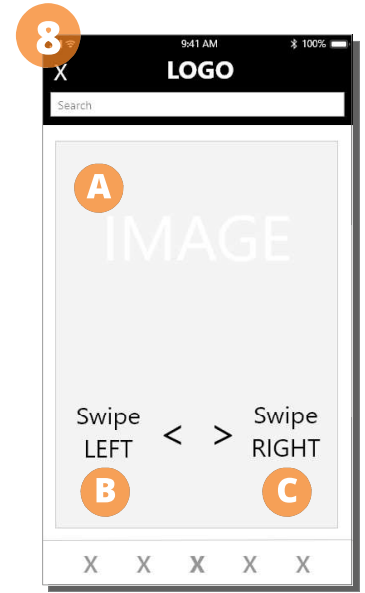 8
9:41 AM 100%
X LOGO
Search
A
IMAGE
Swipe LEFT < > Swipe RIGHT
B C
X X X X X